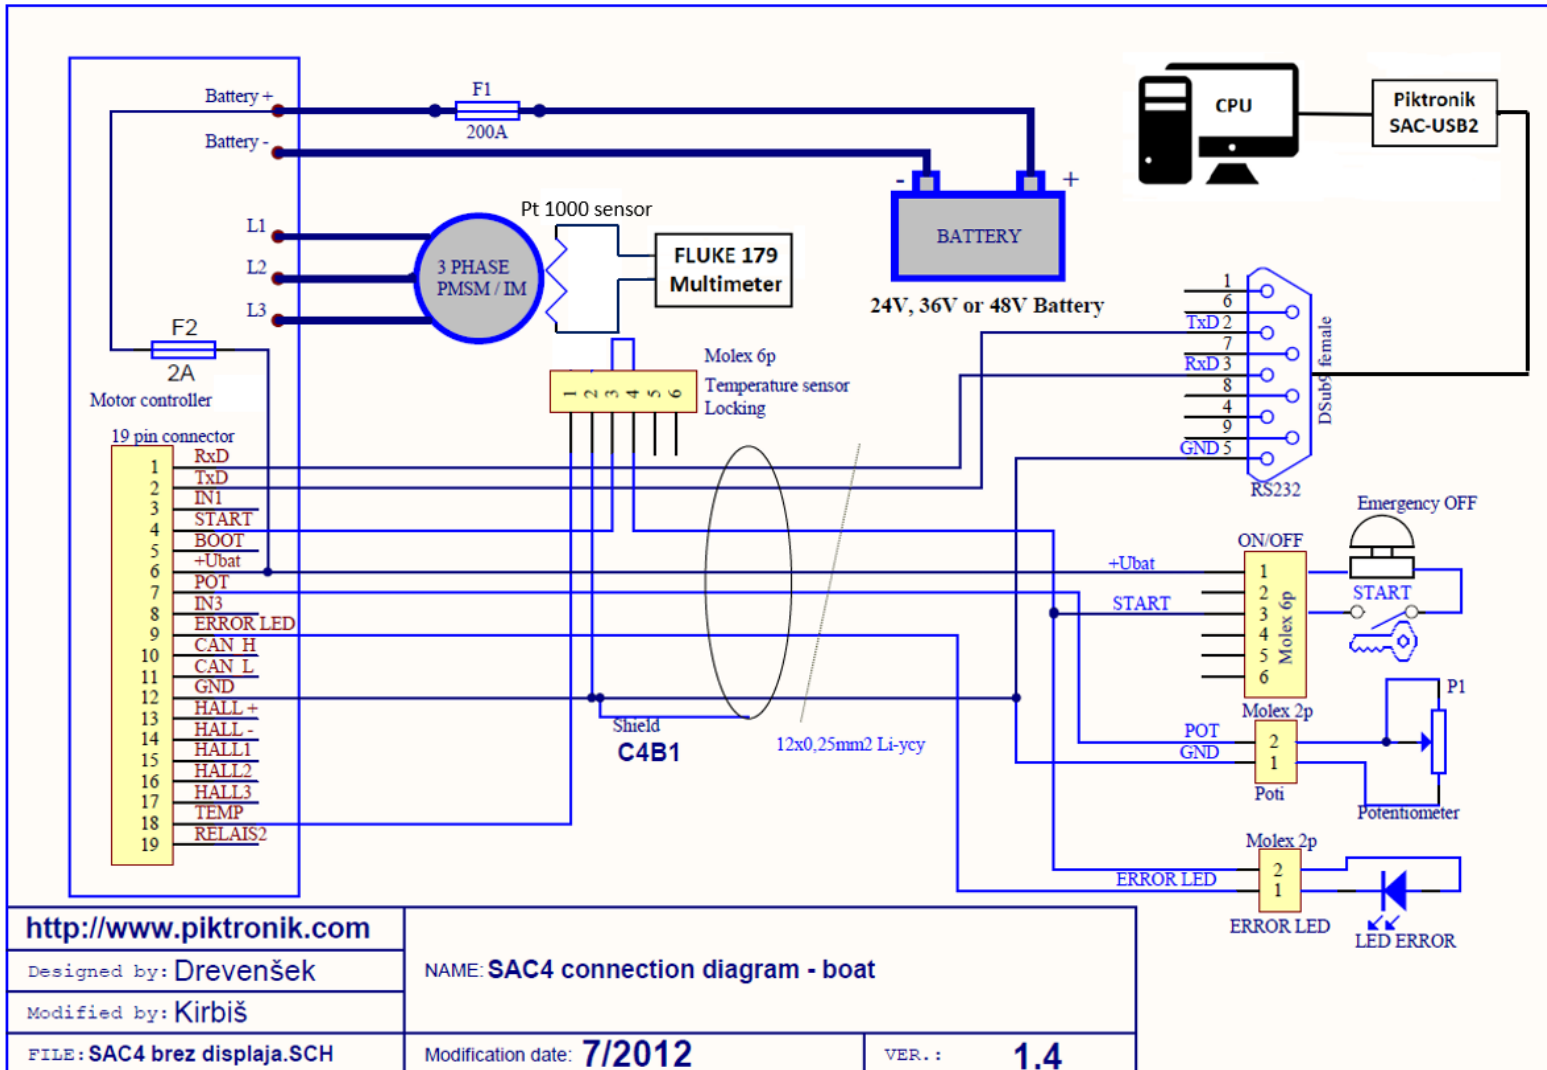 Battery +
F1
200A
Battery -
- +
BATTERY
24V, 36V or 48V Battery
CPU
Piktronik
SAC-USB2
L1
L2
L3
3 PHASE
PMSM / IM
Pt 1000 sensor
FLUKE 179
Multimeter
F2
2A
Motor controller
Molex 6p
Temperature sensor
Locking
1 2 3 4 5 6
1
6
TxD 2
7
RxD 3
8
4
9
GND 5
DSub9 female
RS232
19 pin connector
1 RxD
2 TxD
3 IN1
4 START
5 BOOT
6 +Ubat
7 POT
8 IN3
9 ERROR LED
10 CAN H
11 CAN L
12 GND
13 HALL +
14 HALL -
15 HALL1
16 HALL2
17 HALL3
18 TEMP
19 RELAIS2
Shield
C4B1
12x0,25mm2 Li-ycy
Emergency OFF
ON/OFF
+Ubat
START
1
2
3
4
5
6
Molex 6p
START
Molex 2p
POT 2
GND 1
Poti
P1
Potentiometer
Molex 2p
2
ERROR LED 1
ERROR LED
LED ERROR
http://www.piktronik.com
Designed by: Drevenšek
Modified by: Kirbiš
FILE: SAC4 brez displaja.SCH
NAME: SAC4 connection diagram - boat
Modification date: 7/2012
VER.: 1.4